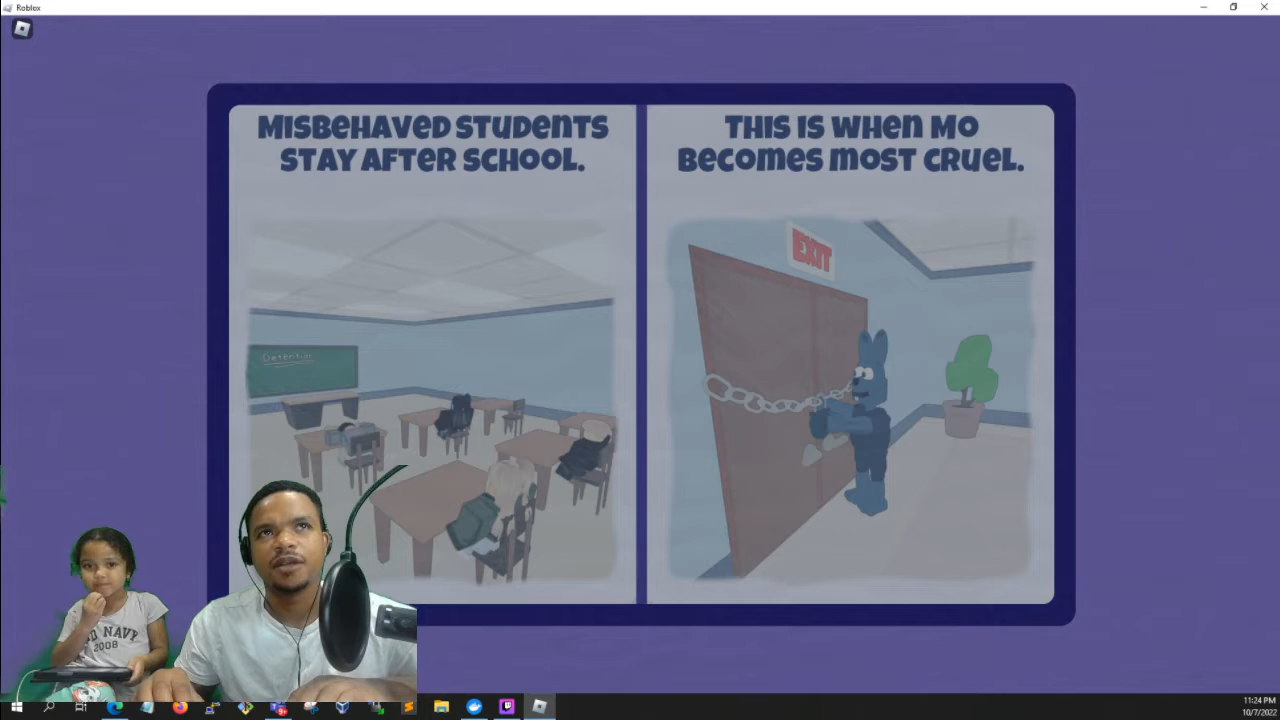 Roblox
MISBEHAVED STUDENTS
STAY AFTER SCHOOL.
THIS IS WHEN MO
BECOMES MOST CRUEL.
EXIT
Detention
OLD NAVY
2008
11:24 PM
10/7/2022